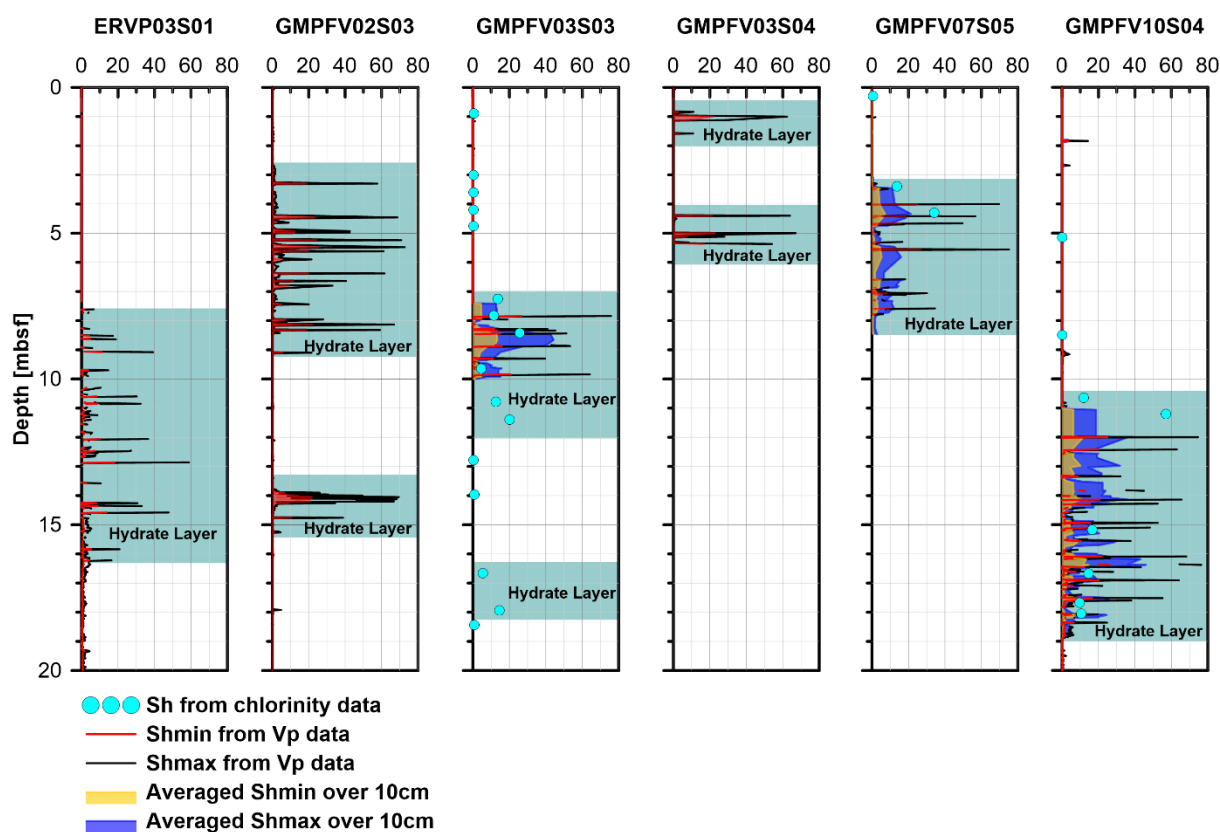 ERVP03S01 GMPFV02S03 GMPFV03S03 GMPFV03S04 GMPFV07S05 GMPFV10S04
0 20 40 60 80 0 20 40 60 80 0 20 40 60 80 0 20 40 60 80 0 20 40 60 80 0 20 40 60 80
0
Hydrate Layer
5
Hydrate Layer
Hydrate Layer
Hydrate Layer
10
Depth [mbsf]
Hydrate Layer
15
Hydrate Layer
Hydrate Layer
Hydrate Layer
Hydrate Layer
20
Sh from chlorinity data
Shmin from Vp data
Shmax from Vp data
Averaged Shmin over 10cm
Averaged Shmax over 10cm